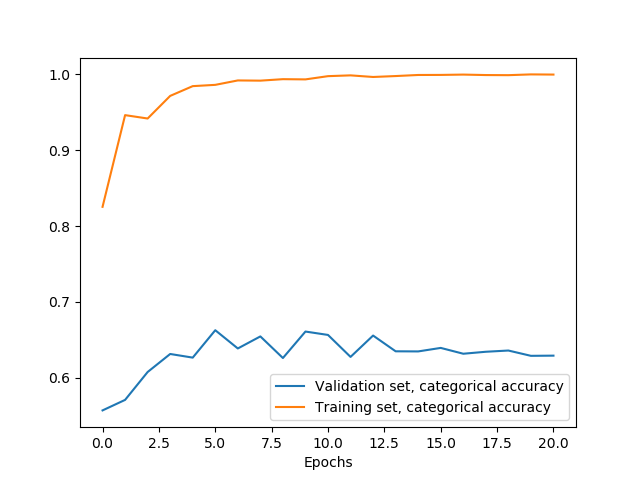 1.0
0.9
0.8
0.7
0.6
Validation set, categorical accuracy
Training set, categorical accuracy
0.0 2.5 5.0 7.5 10.0 12.5 15.0 17.5 20.0
Epochs